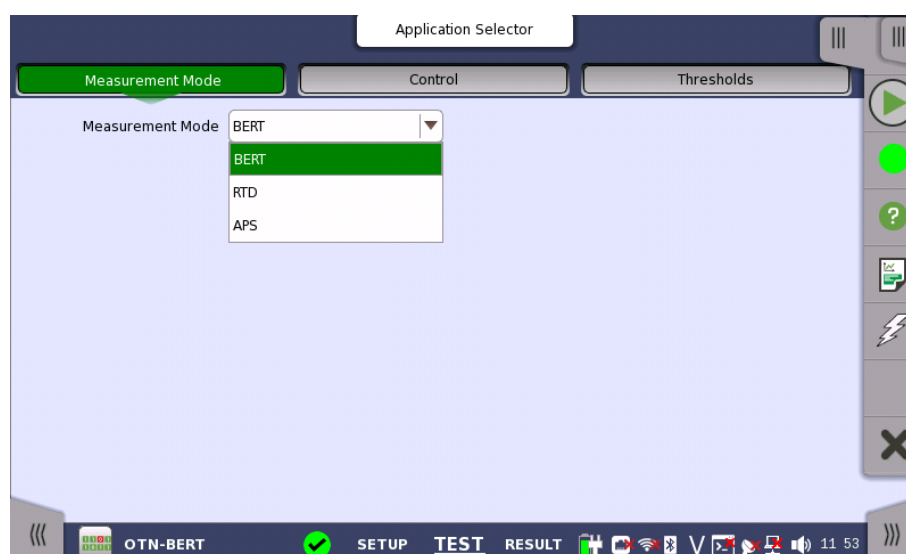 Application Selector
Measurement Mode
Control
Thresholds
Measurement Mode BERT
BERT
RTD
APS
OTN-BERT SETUP TEST RESULT 11 53